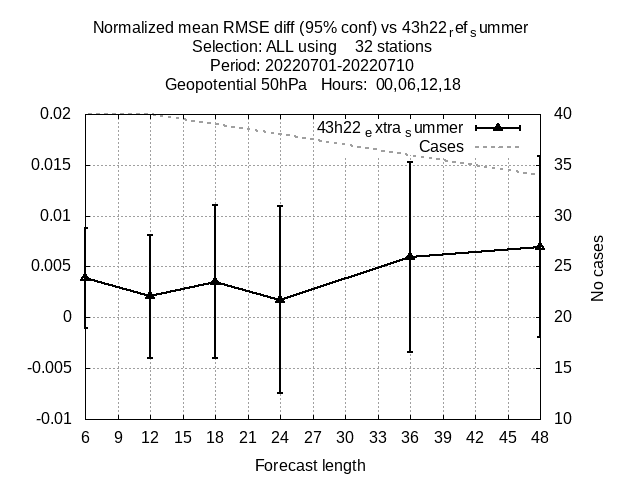 Normalized mean RMSE diff (95% conf) vs 43h22ref summer
Selection: ALL using 32 stations
Period: 20220701-20220710
Geopotential 50hPa Hours: 00,06,12,18
43h22extrasummer
Cases
0.02
0.015
0.01
0.005
0
-0.005
-0.01
40
35
30
25
20
15
10
No cases
6 9 12 15 18 21 24 27 30 33 36 39 42 45 48
Forecast length